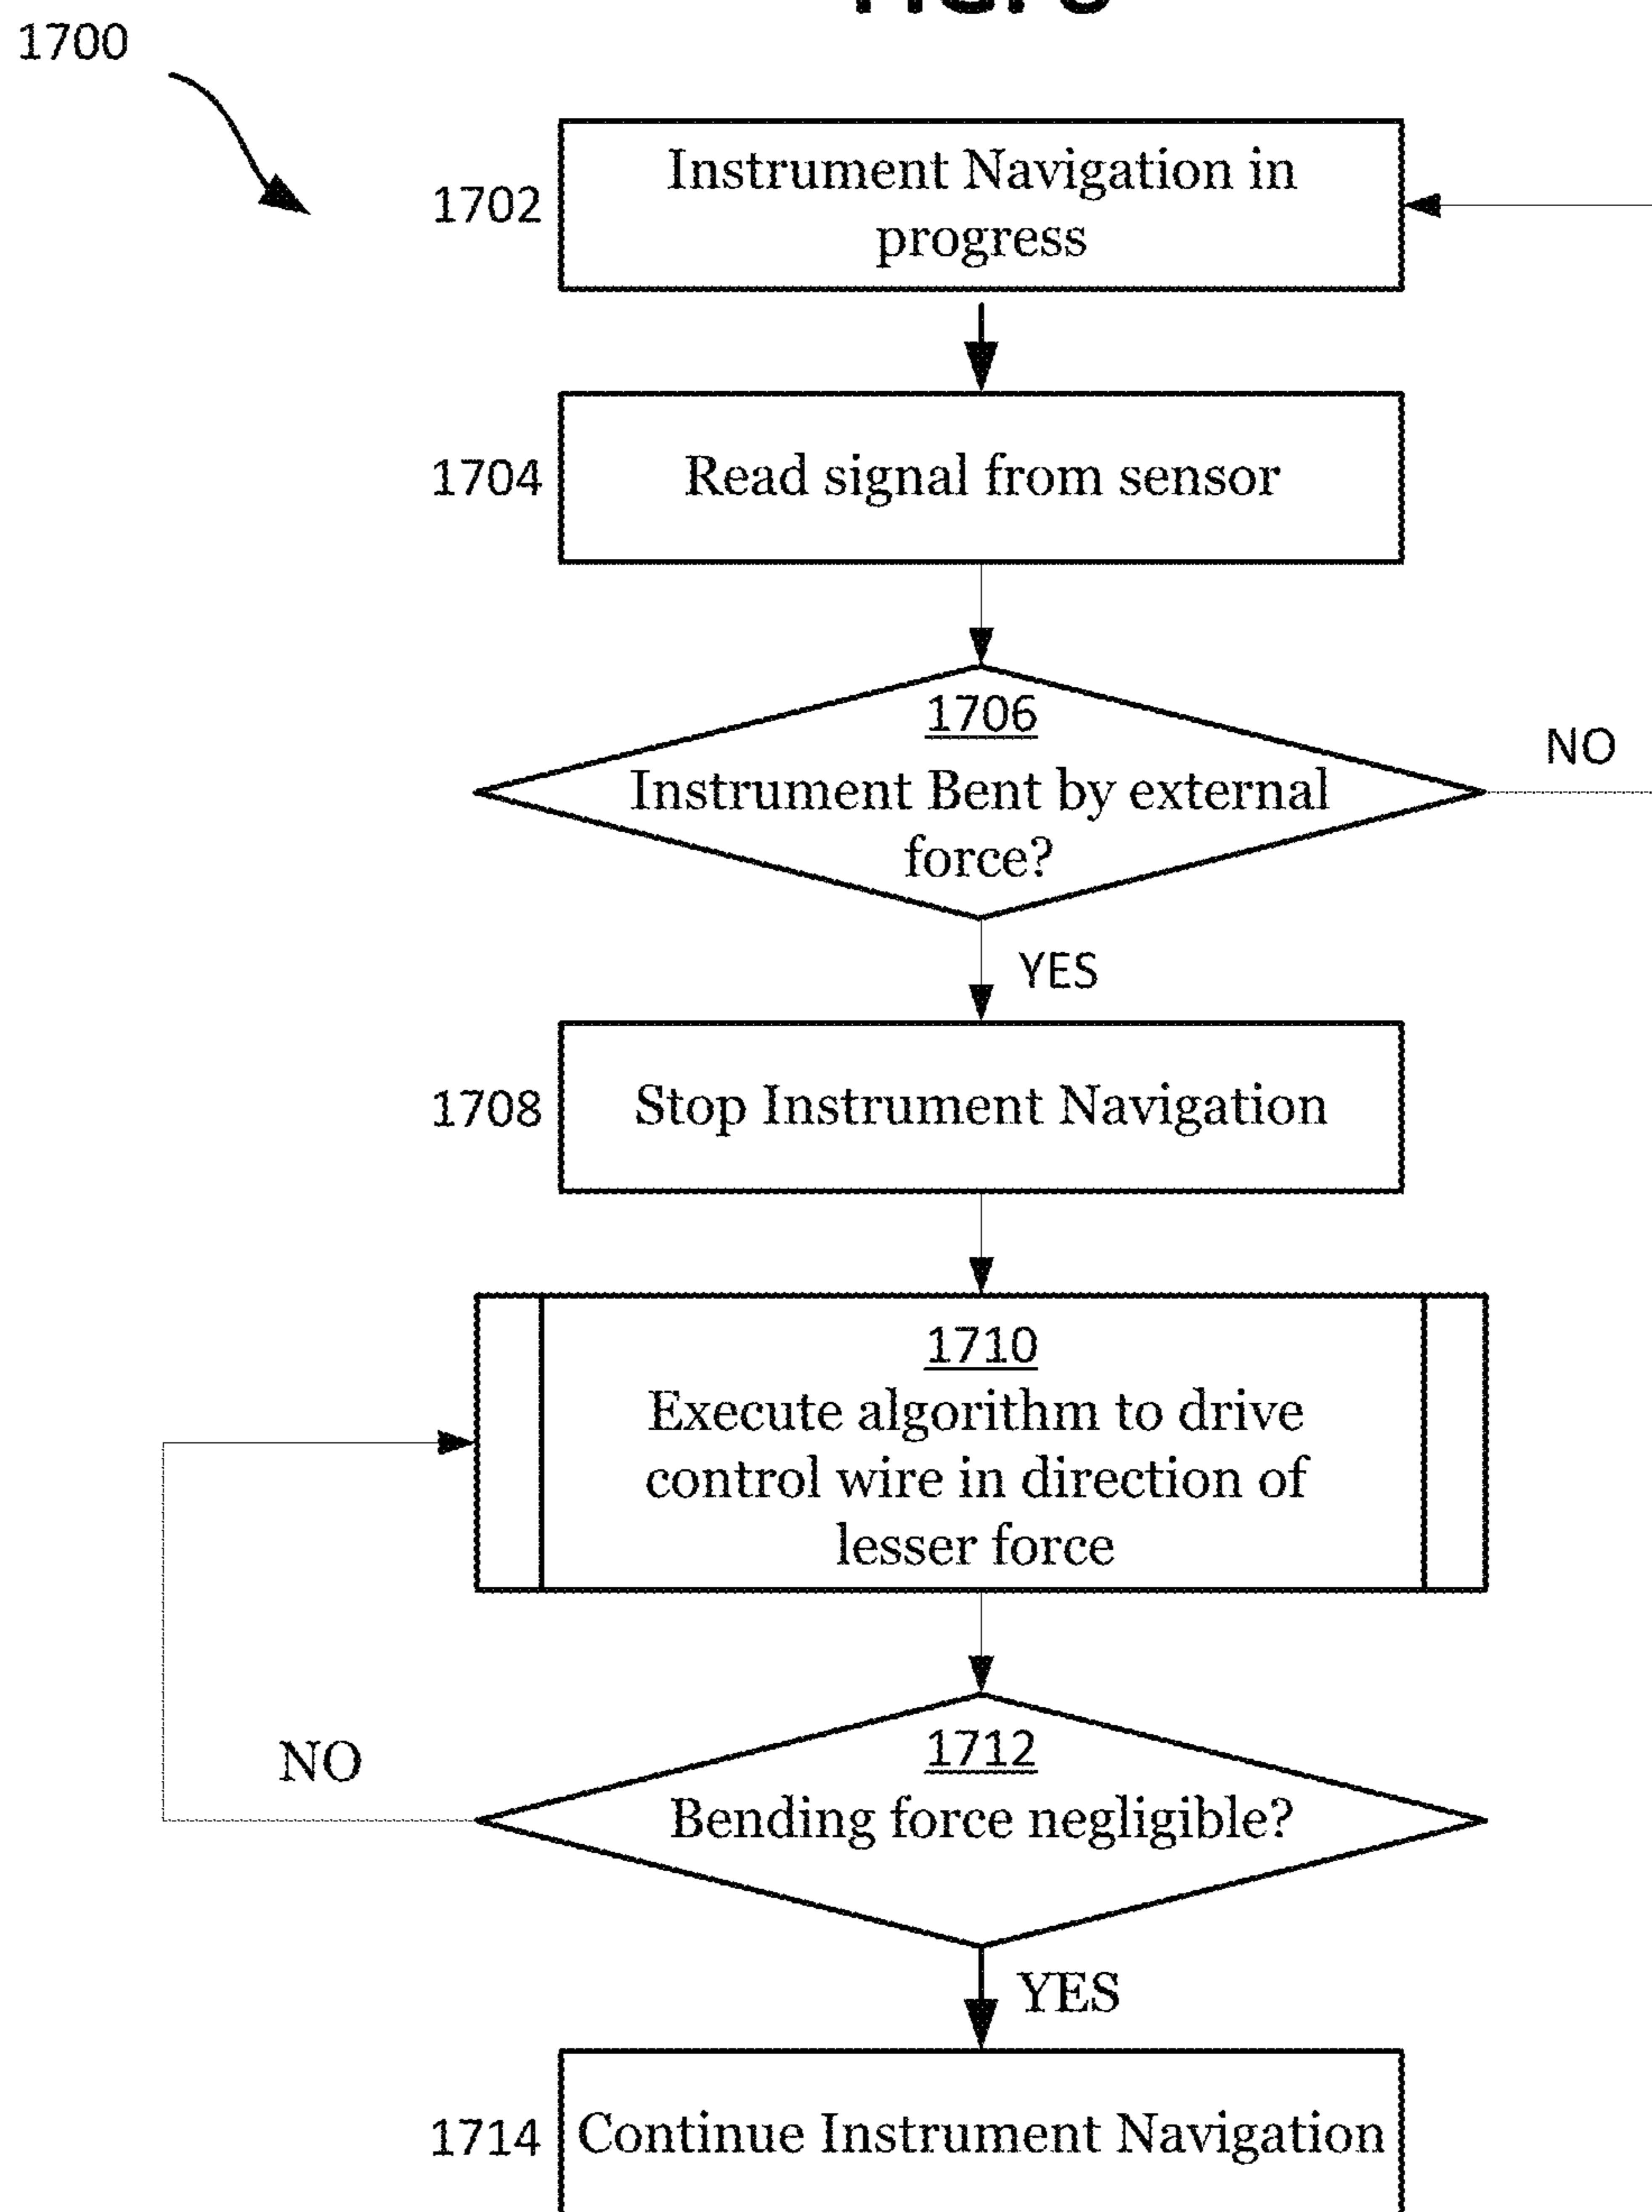 1700
1702
Instrument Navigation in
progress
1704
Read signal from sensor
1706
Instrument Bent by external
force?
NO
YES
1708
Stop Instrument Navigation
1710
Execute algorithm to drive
control wire in direction of
lesser force
1712
Bending force negligible?
NO
YES
1714
Continue Instrument Navigation